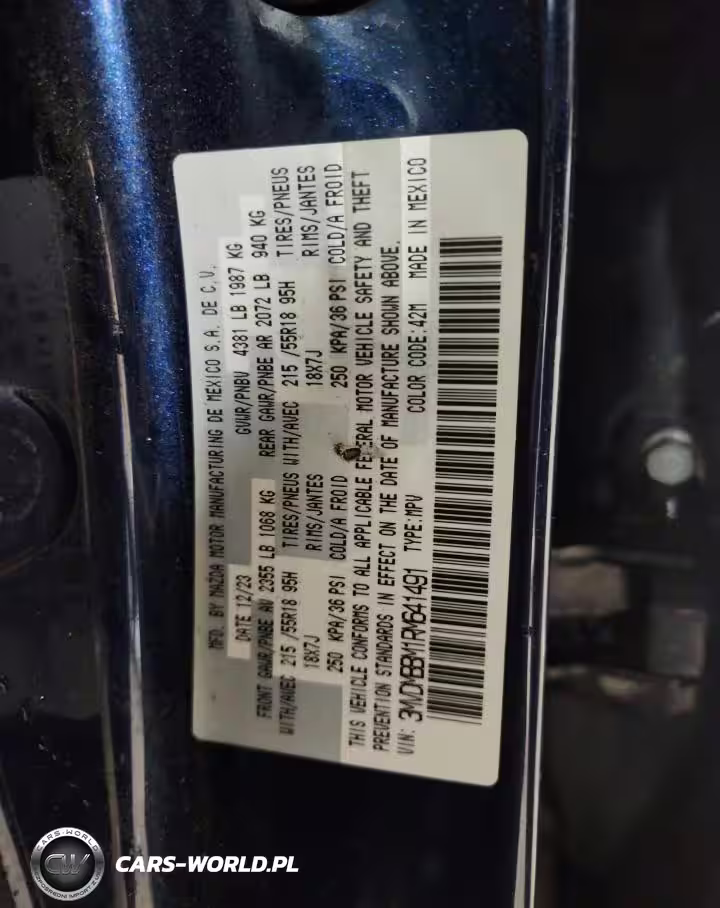 MFD. BY MAZDA MOTOR MANUFACTURING DE MEXICO S.A. DE C.V.
DATE 12/23 GVWR/PNBV 4381 LB 1987 KG
FRONT GAWR/PNBE AV 2355 LB 1068 KG REAR GAWR/PNBE AR 2072 LB 940 KG
WITH/AVEC 215 /55R18 95H TIRES/PNEUS WITH/AVEC 215 /55R18 95H TIRES/PNEUS
18X7J RIMS/JANTES 18X7J RIMS/JANTES
250 KPA/36 PSI COLD/A FROID 250 KPA/36 PSI COLD/A FROID
THIS VEHICLE CONFORMS TO ALL APPLICABLE FEDERAL MOTOR VEHICLE SAFETY AND THEFT
PREVENTION STANDARDS IN EFFECT ON THE DATE OF MANUFACTURE SHOWN ABOVE.
VIN: 3MVDMBBM1RM641491 TYPE:MPV COLOR CODE:42M MADE IN MEXICO
CARS-WORLD
CW
CARS-WORLD.PL